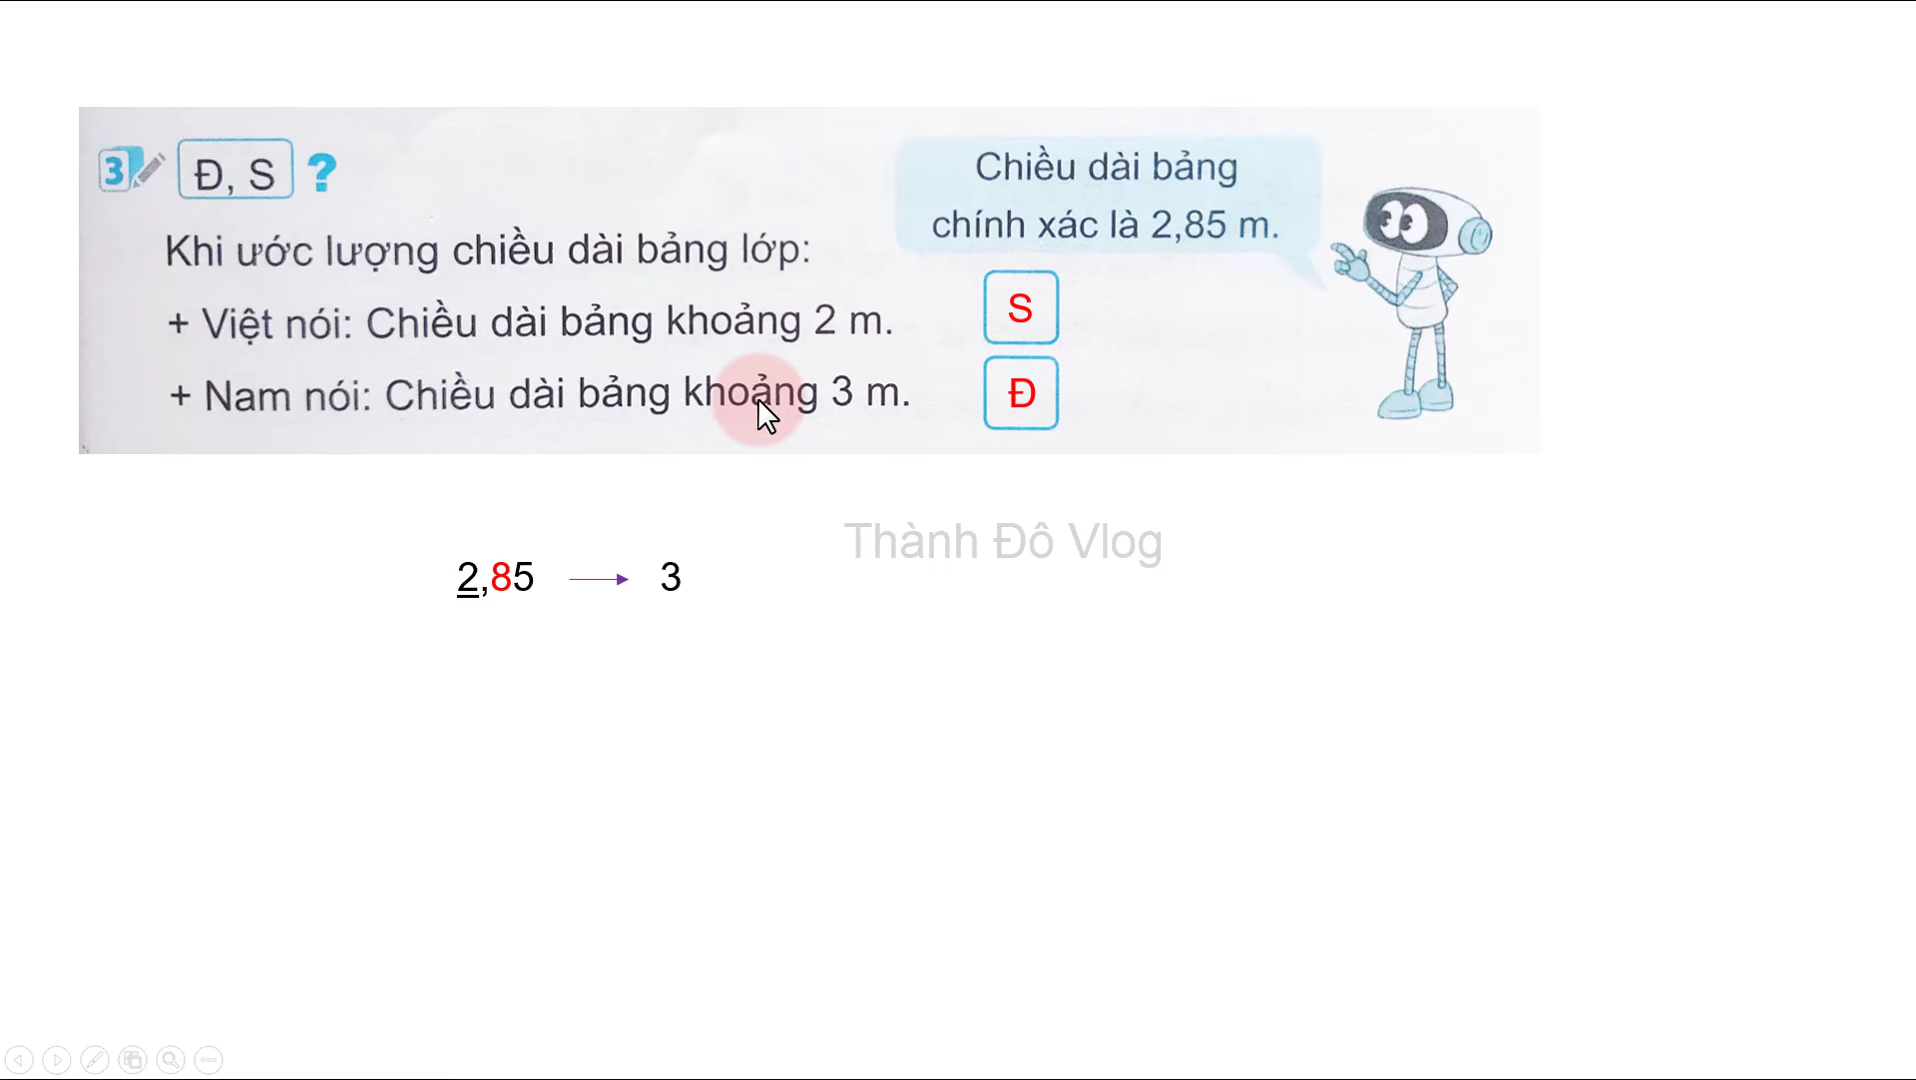 3 Đ, S ?
Chiều dài bảng
chính xác là 2,85 m.
Khi ước lượng chiều dài bảng lớp:
+ Việt nói: Chiều dài bảng khoảng 2 m. S
+ Nam nói: Chiều dài bảng khoảng 3 m. Đ
Thành Đô Vlog
2,85 → 3